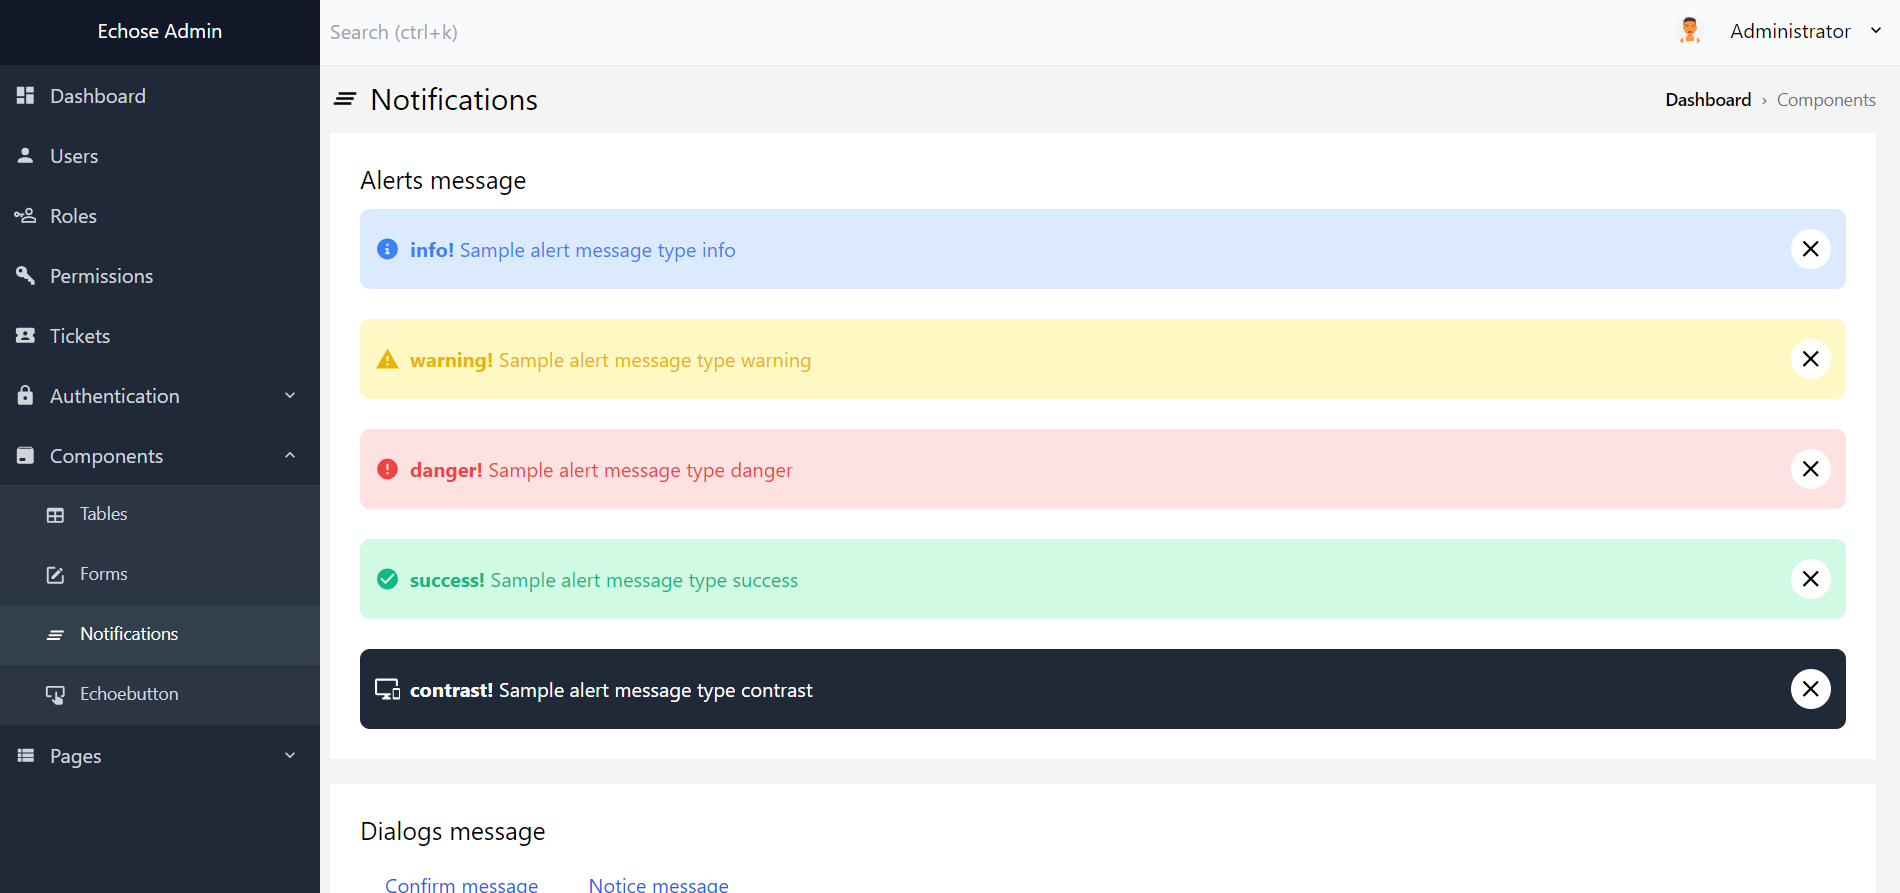 Echose Admin
Search (ctrl+k)
Administrator
Dashboard
Users
Roles
Permissions
Tickets
Authentication
Components
Tables
Forms
Notifications
Echoebutton
Pages
Notifications
Dashboard › Components
Alerts message
info! Sample alert message type info
warning! Sample alert message type warning
danger! Sample alert message type danger
success! Sample alert message type success
contrast! Sample alert message type contrast
Dialogs message
Confirm message
Notice message